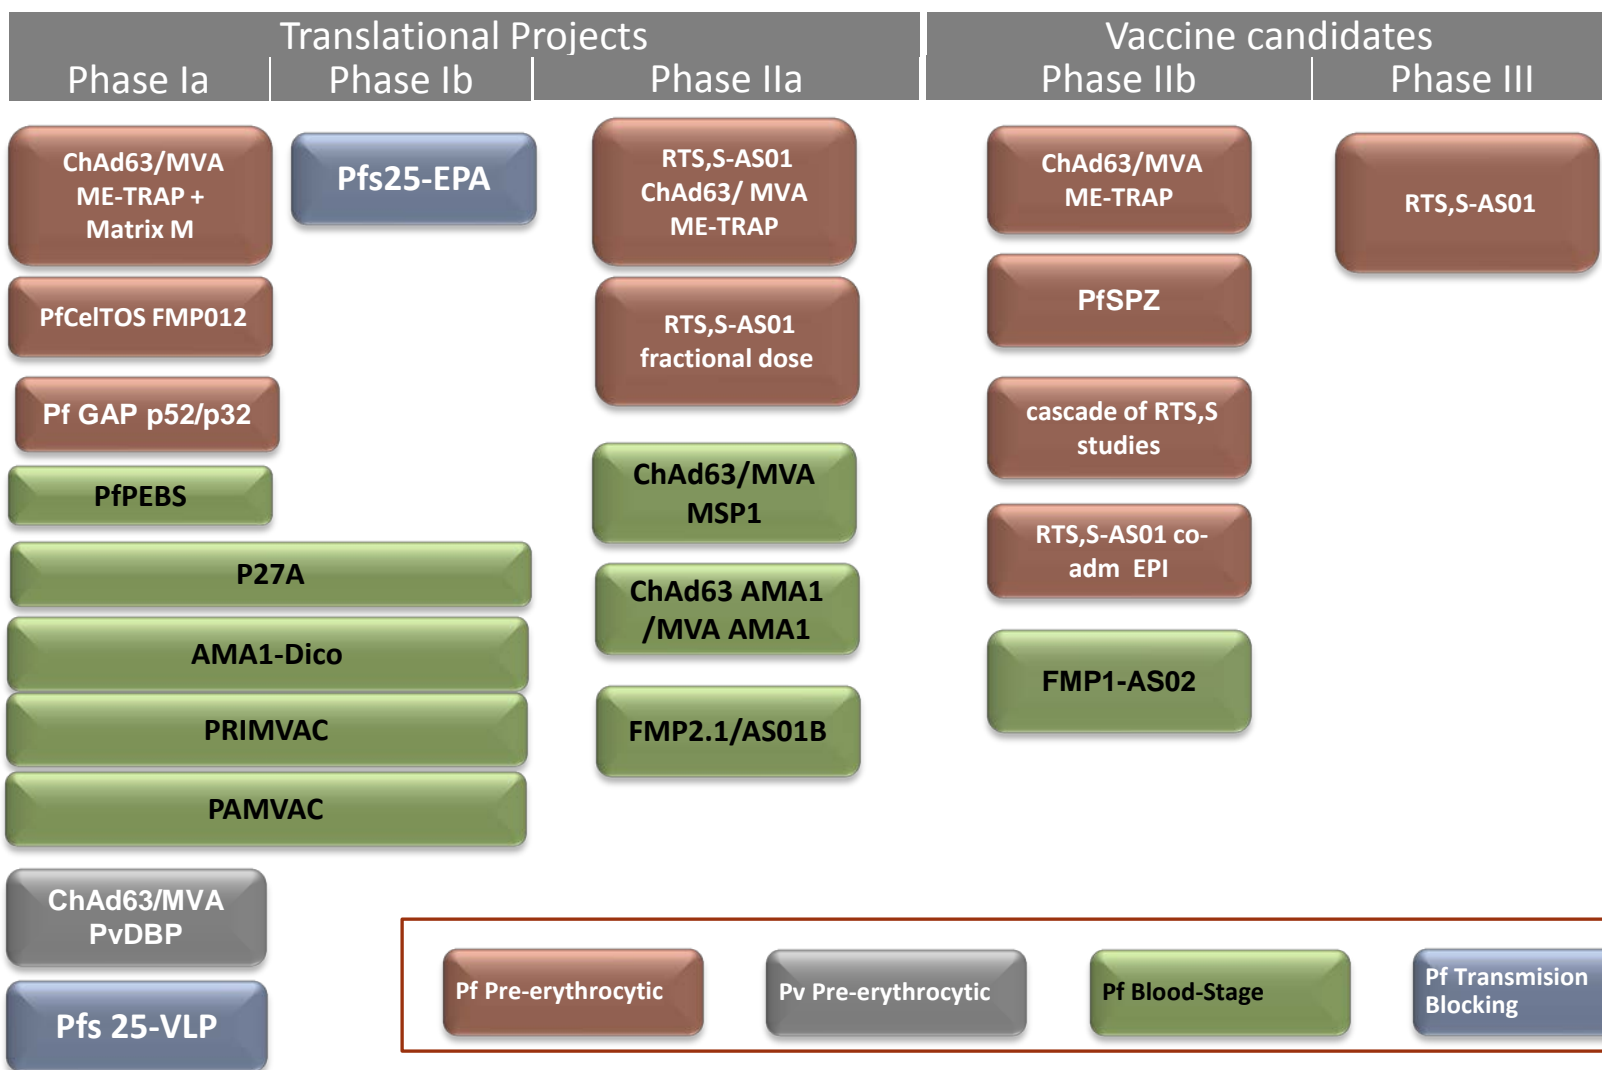 Translational Projects
Vaccine candidates
Phase Ia
Phase Ib
Phase IIa
Phase IIb
Phase III
ChAd63/MVA
ME-TRAP +
Matrix M
PfCelTOS FMP012
Pf GAP p52/p32
PfPEBS
P27A
AMA1-Dico
PRIMVAC
PAMVAC
ChAd63/MVA
PvDBP
Pfs 25-VLP
Pfs25-EPA
RTS,S-AS01
ChAd63/ MVA
ME-TRAP
RTS,S-AS01
fractional dose
ChAd63/MVA
MSP1
ChAd63 AMA1
/MVA AMA1
FMP2.1/AS01B
ChAd63/MVA
ME-TRAP
PfSPZ
cascade of RTS,S
studies
RTS,S-AS01 co-
adm EPI
FMP1-AS02
RTS,S-AS01
Pf Pre-erythrocytic
Pv Pre-erythrocytic
Pf Blood-Stage
Pf Transmision
Blocking